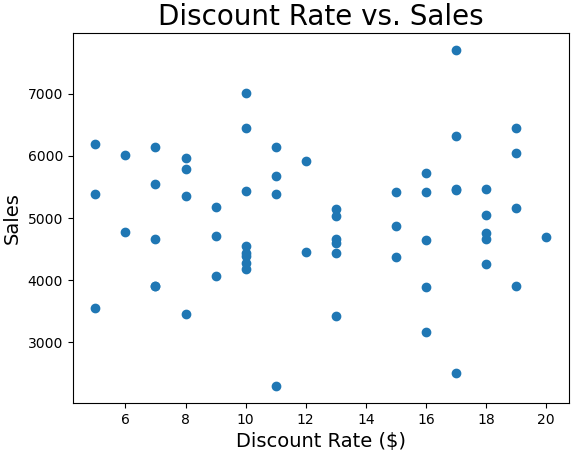 Discount Rate vs. Sales
Sales
7000
6000
5000
4000
3000
6 8 10 12 14 16 18 20
Discount Rate ($)